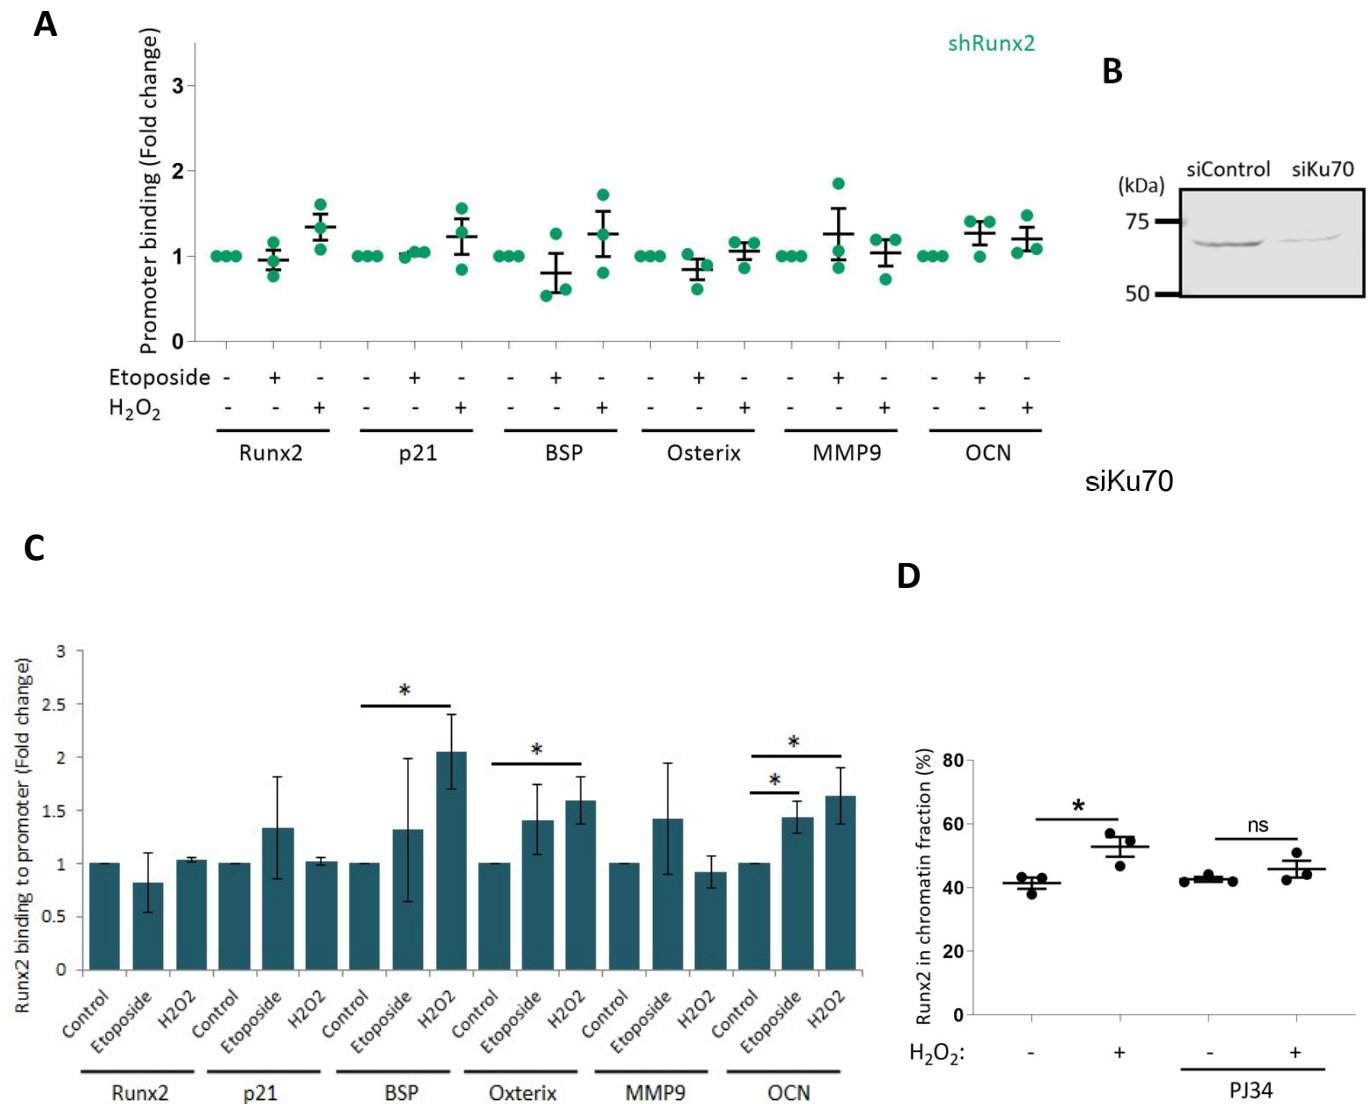 A
shRunx2
Promoter binding (Fold change)
3
2
1
0
Etoposide - + - - + - - + - - + - - + - - + -
H2O2 - - + - - + - - + - - + - - + - - +
Runx2 p21 BSP Osterix MMP9 OCN
B
siControl siKu70
(kDa)
75
50
siKu70
C
Runx2 binding to promoter (Fold change)
3
2.5
2
1.5
1
0.5
0
* * * *
Control Etoposide H2O2 Control Etoposide H2O2 Control Etoposide H2O2 Control Etoposide H2O2 Control Etoposide H2O2 Control Etoposide H2O2
Runx2 p21 BSP Oxterix MMP9 OCN
D
Runx2 in chromatin fraction (%)
80
60
40
20
0
* ns
H2O2: - + - +
PJ34